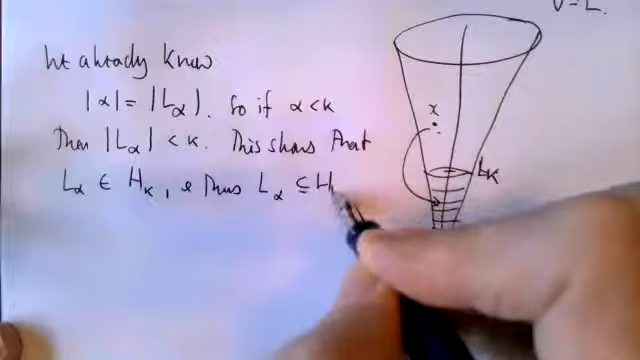 V=L.
We already know
|α| = |Lα|. So if α<κ
Then |Lα| < κ. This shows that
Lα ∈ Hκ, & thus Lα ⊆ H
x
Lκ